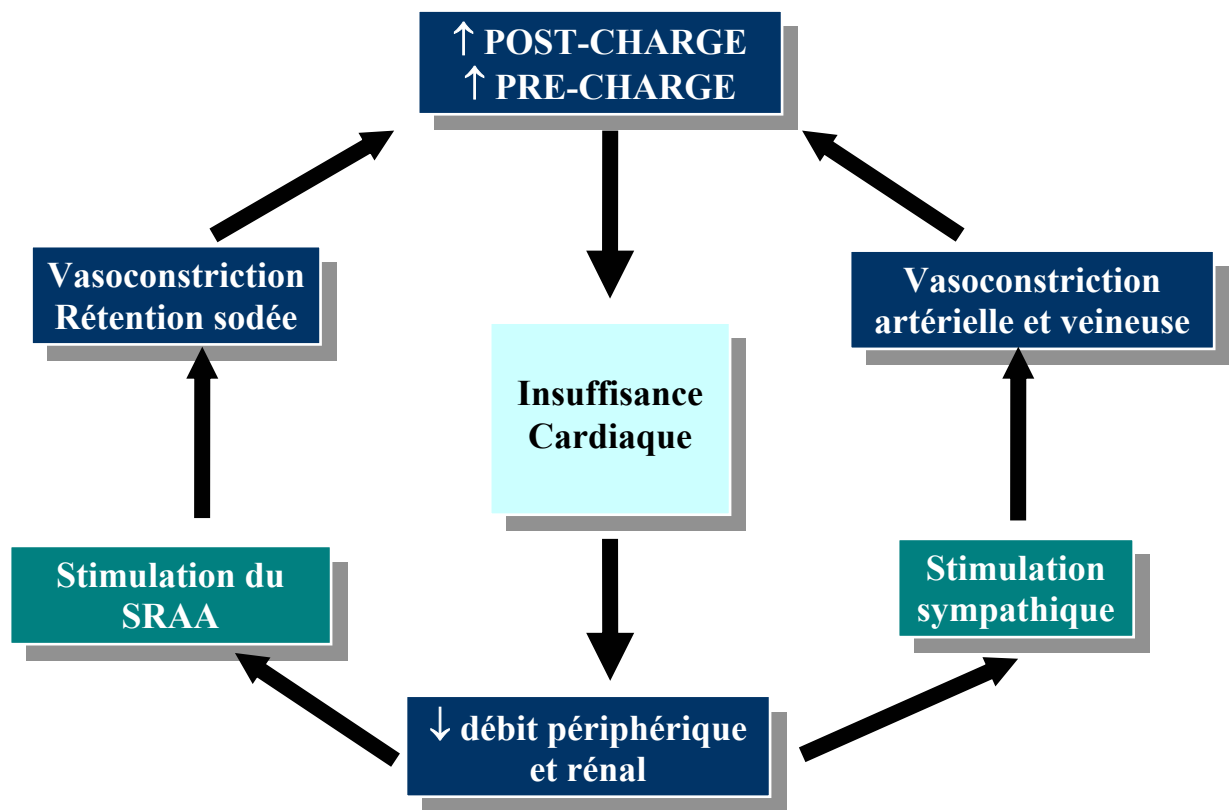 ↑ POST-CHARGE
↑ PRE-CHARGE
Vasoconstriction
Rétention sodée
Vasoconstriction
artérielle et veineuse
Insuffisance
Cardiaque
Stimulation du
SRAA
Stimulation
sympathique
↓ débit périphérique
et rénal